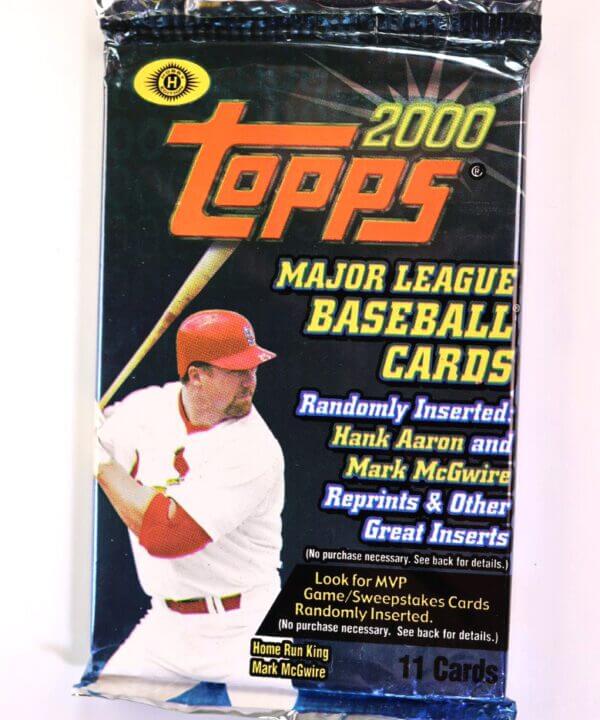 HOBBY
H
2000
topps®
MAJOR LEAGUE
BASEBALL®
CARDS
Randomly Inserted:
Hank Aaron and
Mark McGwire
Reprints & Other
Great Inserts
(No purchase necessary. See back for details.)
Look for MVP
Game/Sweepstakes Cards
Randomly Inserted.
(No purchase necessary. See back for details.)
Home Run King
Mark McGwire
11 Cards